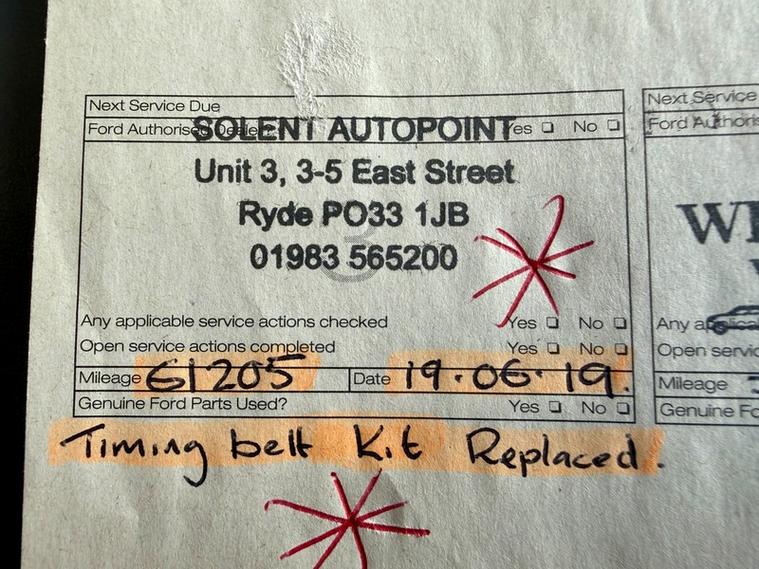 Next Service Due
Ford Authorised Dealer? Yes No
SOLENT AUTOPOINT
Unit 3, 3-5 East Street
Ryde PO33 1JB
01983 565200
3
Any applicable service actions checked Yes No
Open service actions completed Yes No
Mileage 61205 Date 19.06.19.
Genuine Ford Parts Used? Yes No
Timing belt Kit Replaced.
Next Service
Ford Authoris
WH
Any applica
Open servic
Mileage
Genuine Fo